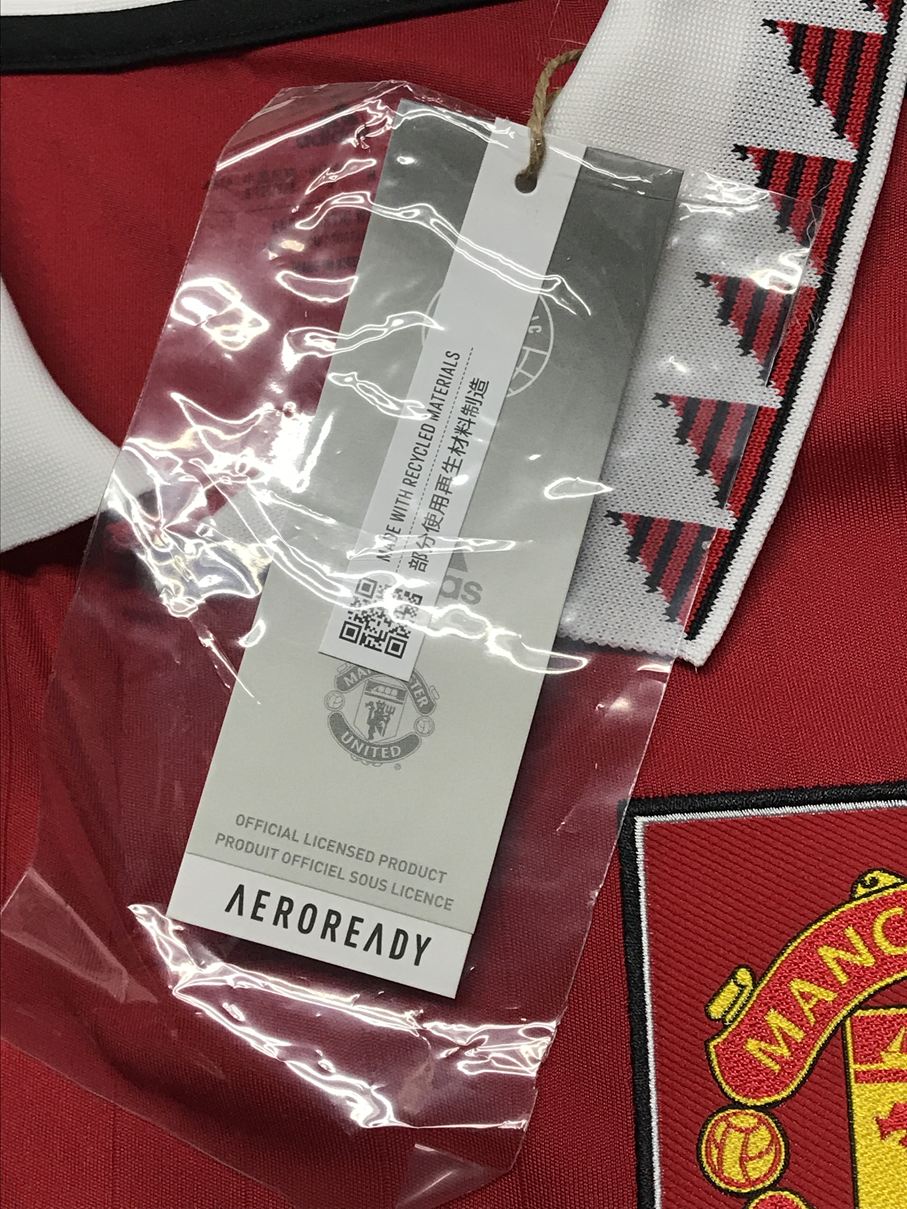 MADE WITH RECYCLED MATERIALS
部分使用再生材料制造
as
MANCHESTER
UNITED
®
OFFICIAL LICENSED PRODUCT
PRODUIT OFFICIEL SOUS LICENCE
AEROREADY
MANC